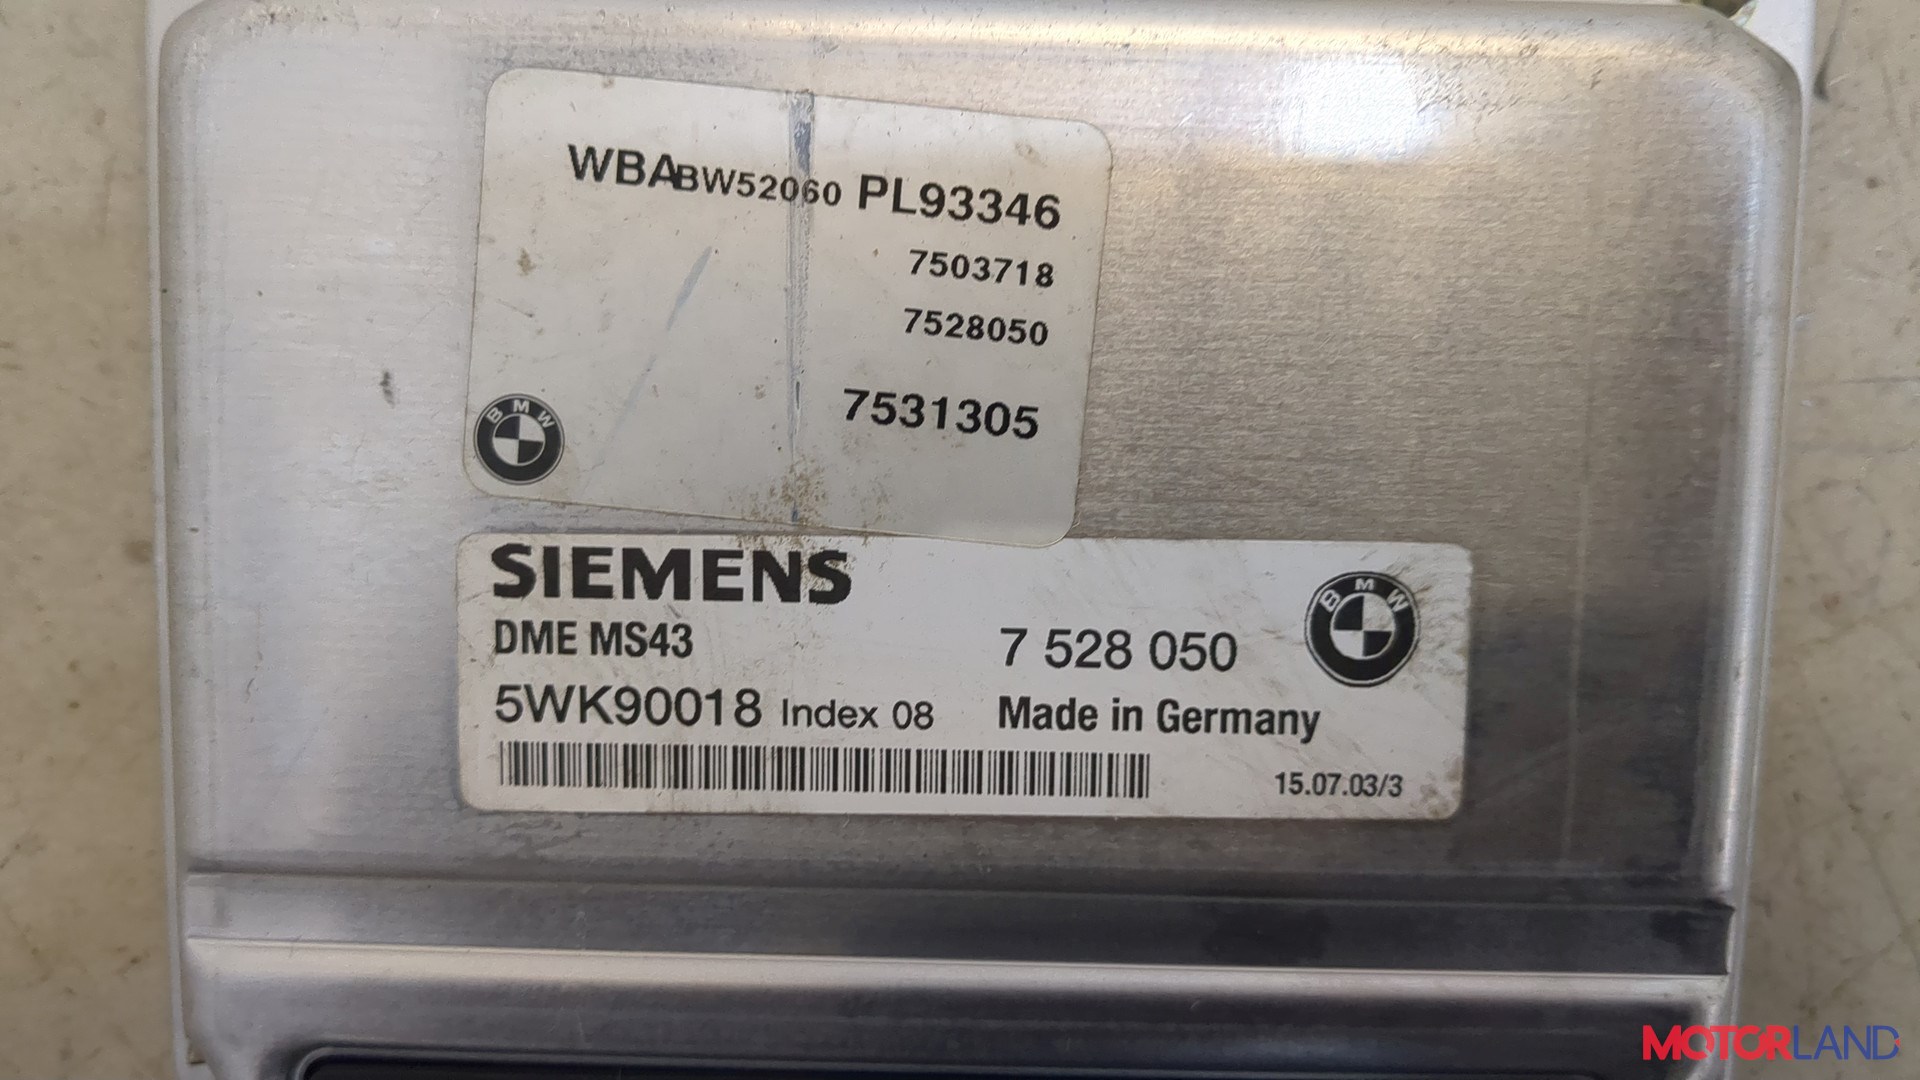 WBABW52060 PL93346
7503718
7528050
7531305
BMW
SIEMENS
DME MS43
7 528 050
BMW
5WK90018 Index 08
Made in Germany
15.07.03/3
MOTORLAND